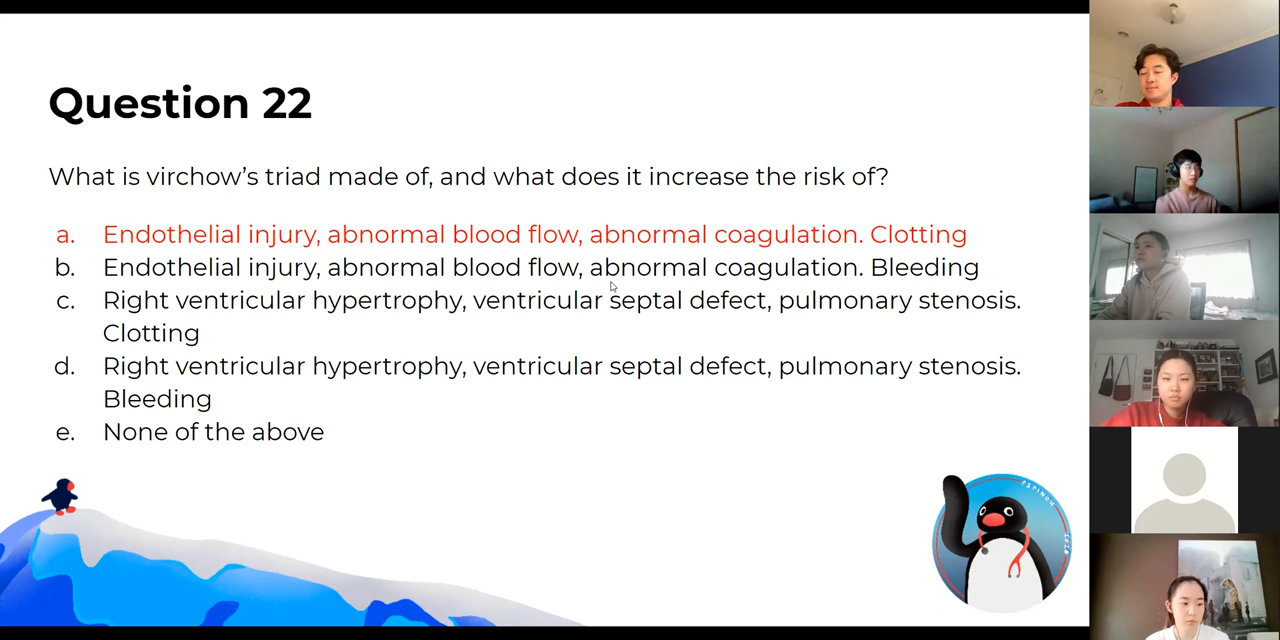 Question 22
What is virchow's triad made of, and what does it increase the risk of?
a. Endothelial injury, abnormal blood flow, abnormal coagulation. Clotting
b. Endothelial injury, abnormal blood flow, abnormal coagulation. Bleeding
c. Right ventricular hypertrophy, ventricular septal defect, pulmonary stenosis.
Clotting
d. Right ventricular hypertrophy, ventricular septal defect, pulmonary stenosis.
Bleeding
e. None of the above